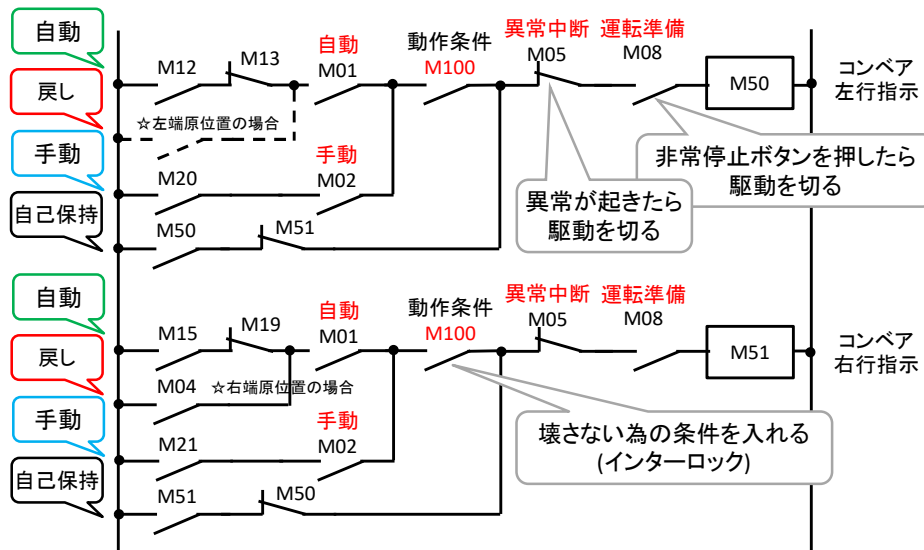 自動
戻し
手動
自己保持
M12
M13
自動
M01
動作条件
M100
異常中断
M05
運転準備
M08
M50
コンベア
左行指示
☆左端原位置の場合
M20
手動
M02
M50
M51
異常が起きたら
駆動を切る
非常停止ボタンを押したら
駆動を切る
自動
戻し
手動
自己保持
M15
M19
自動
M01
動作条件
M100
異常中断
M05
運転準備
M08
M51
コンベア
右行指示
M04
☆右端原位置の場合
M21
手動
M02
M51
M50
壊さない為の条件を入れる
(インターロック)